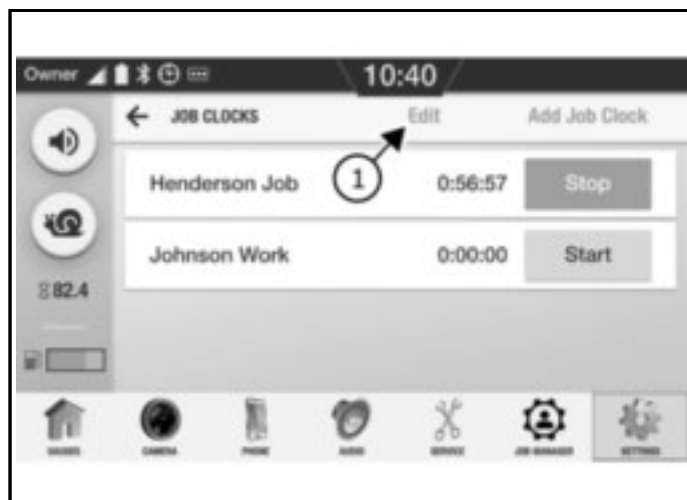 Owner 10:40
← JOB CLOCKS Edit Add Job Clock
1
Henderson Job 0:56:57 Stop
Johnson Work 0:00:00 Start
82.4
GAUGES CAMERA PHONE AUDIO SERVICE JOB MANAGER SETTINGS